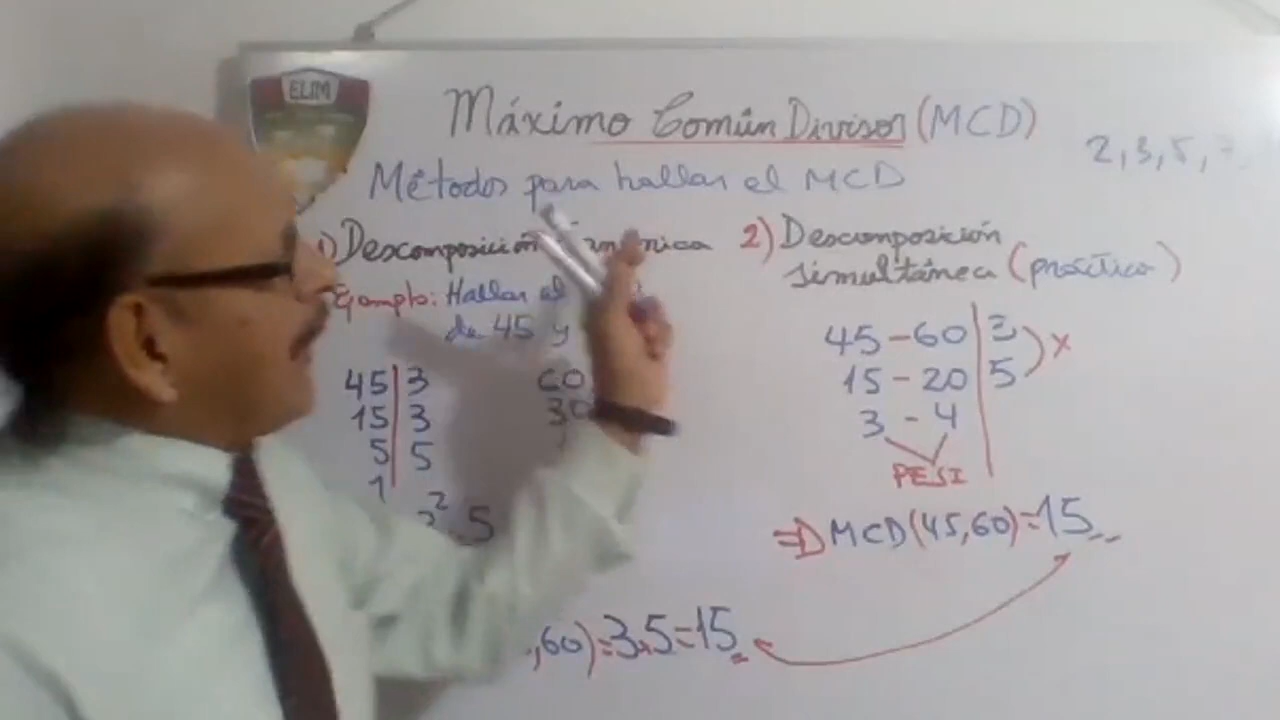 ELIM
Máximo Común Divisor (MCD)
2, 3, 5, 7,
Métodos para hallar el MCD
1) Descomposición
Ejemplo: Hallar el
de 45 y
45 | 3
15 | 3
5 | 5
1
60
30
² . 5
,60) = 3.5 = 15
2) Descomposición
simultánea (práctico)
45 - 60 | 3
15 - 20 | 5
) x
3 - 4
PESI
=D MCD(45,60) = 15